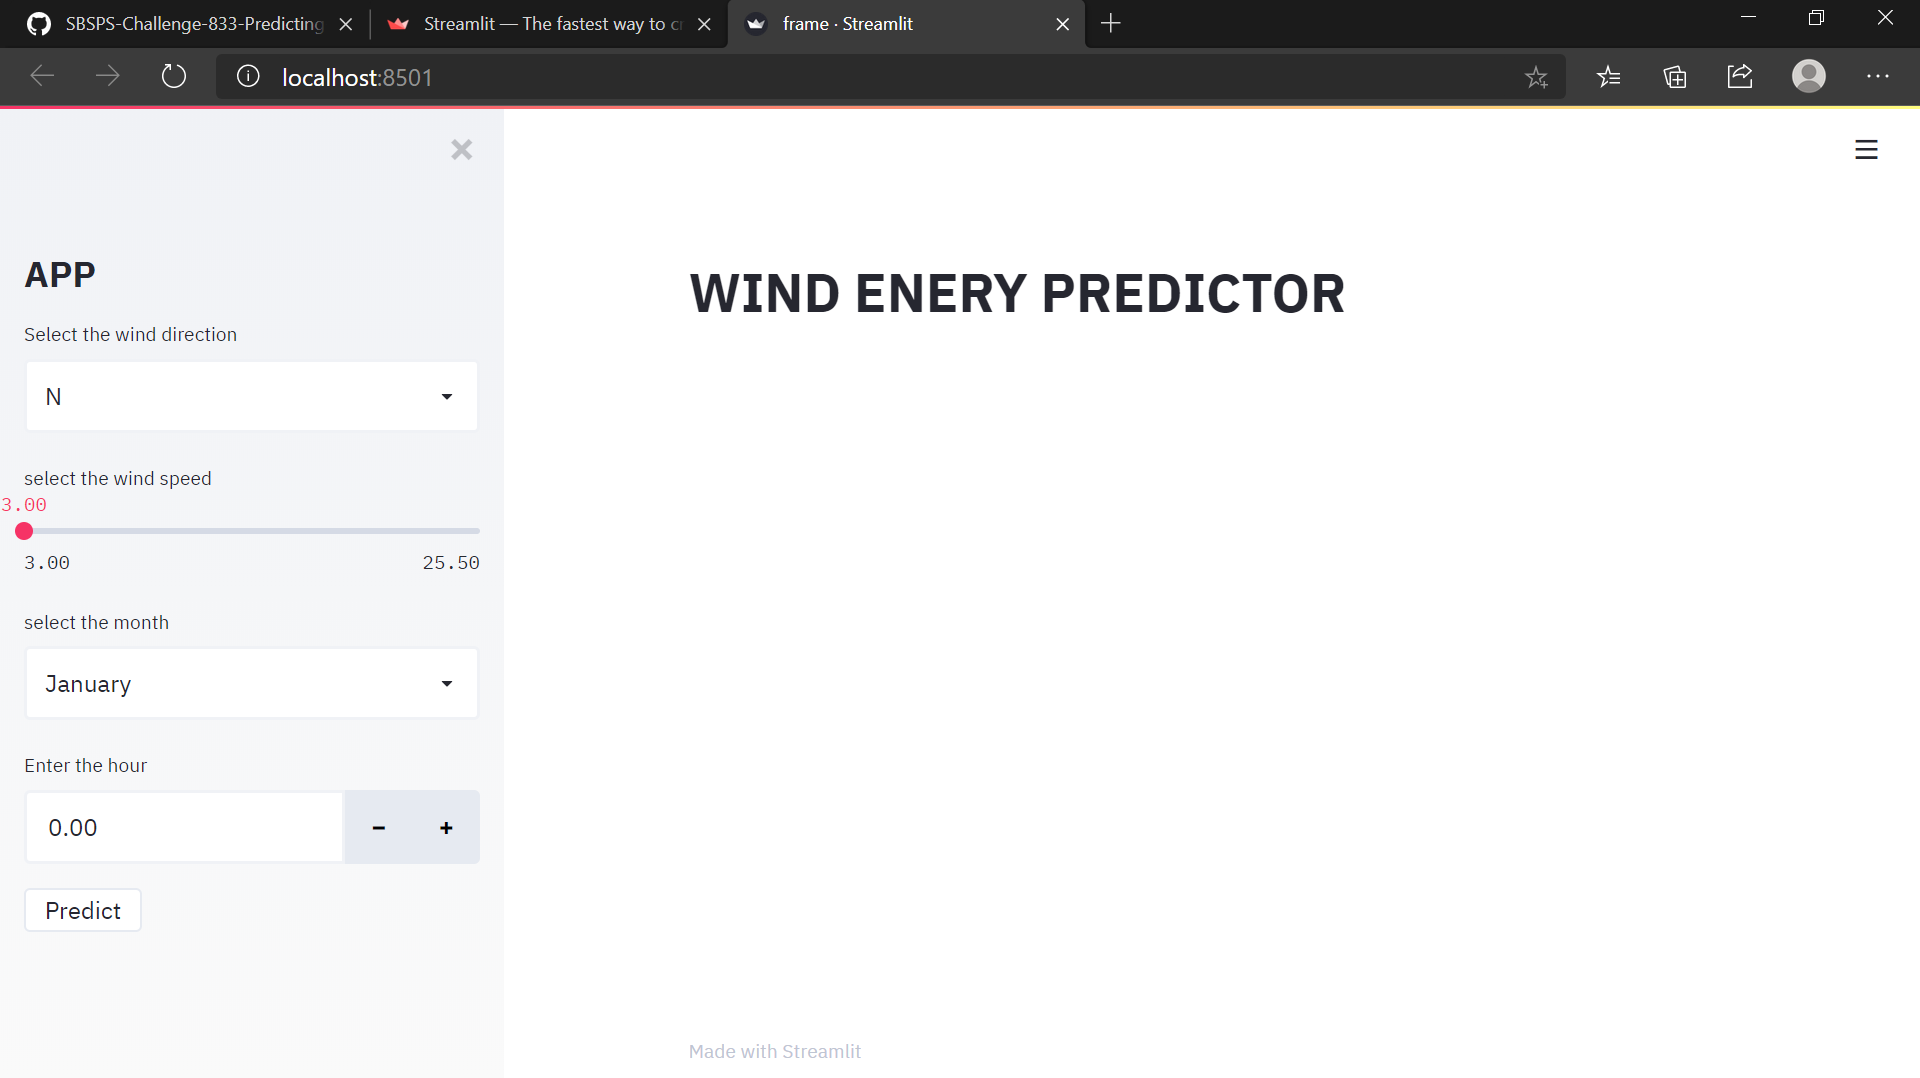 SBSPS-Challenge-833-Predicting
Streamlit — The fastest way to cr
frame · Streamlit
localhost:8501
APP
Select the wind direction
N
select the wind speed
3.00
3.00 25.50
select the month
January
Enter the hour
0.00
Predict
WIND ENERY PREDICTOR
Made with Streamlit